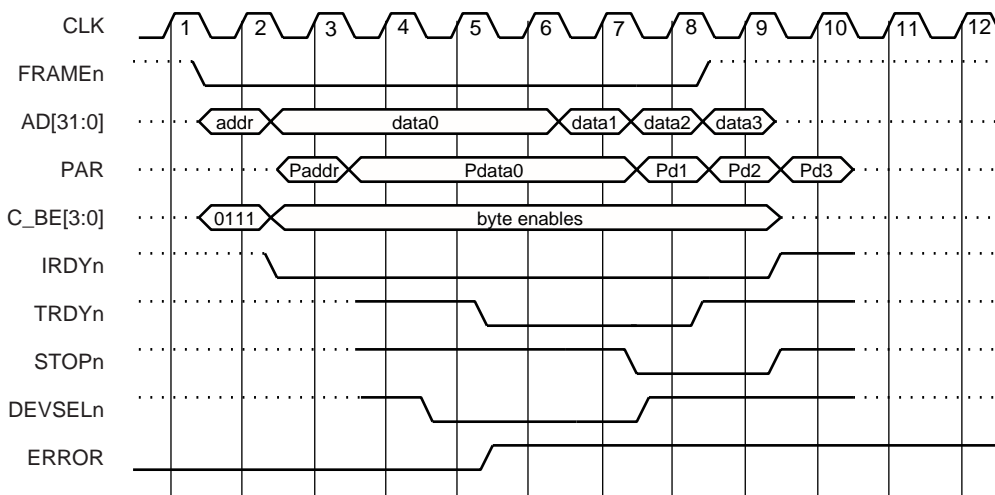 CLK 1 2 3 4 5 6 7 8 9 10 11 12
FRAMEn
AD[31:0] addr data0 data1 data2 data3
PAR Paddr Pdata0 Pd1 Pd2 Pd3
C_BE[3:0] 0111 byte enables
IRDYn
TRDYn
STOPn
DEVSELn
ERROR